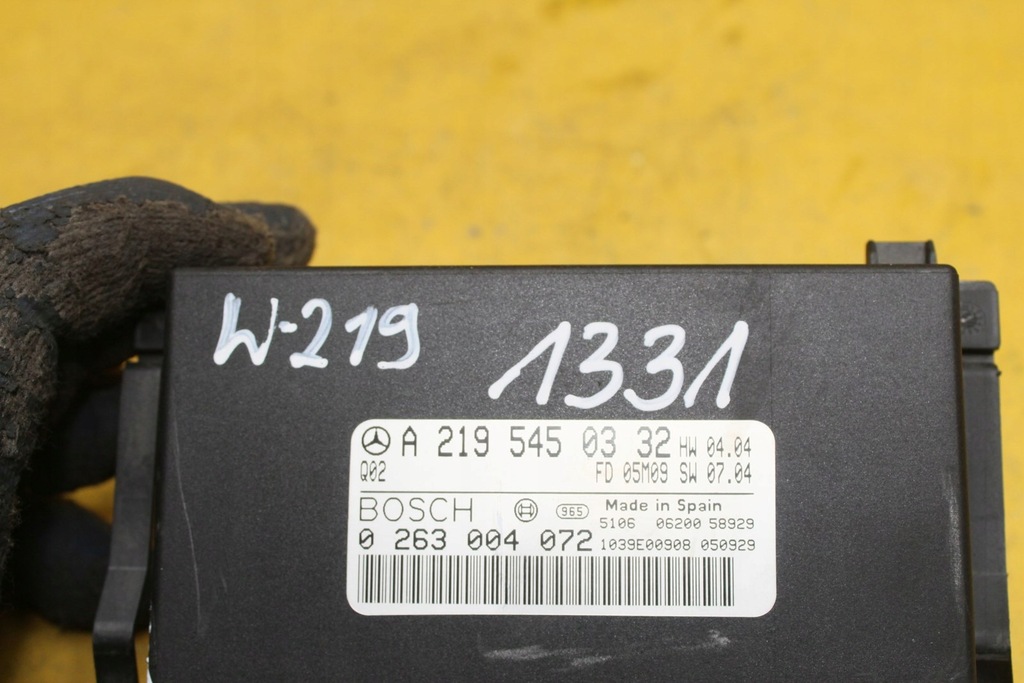 W-219
1331
A 219 545 03 32 HW 04.04
Q02 FD 05M09 SW 07.04
BOSCH 965 Made in Spain
5106 06200 58929
0 263 004 072 1039E00908 050929